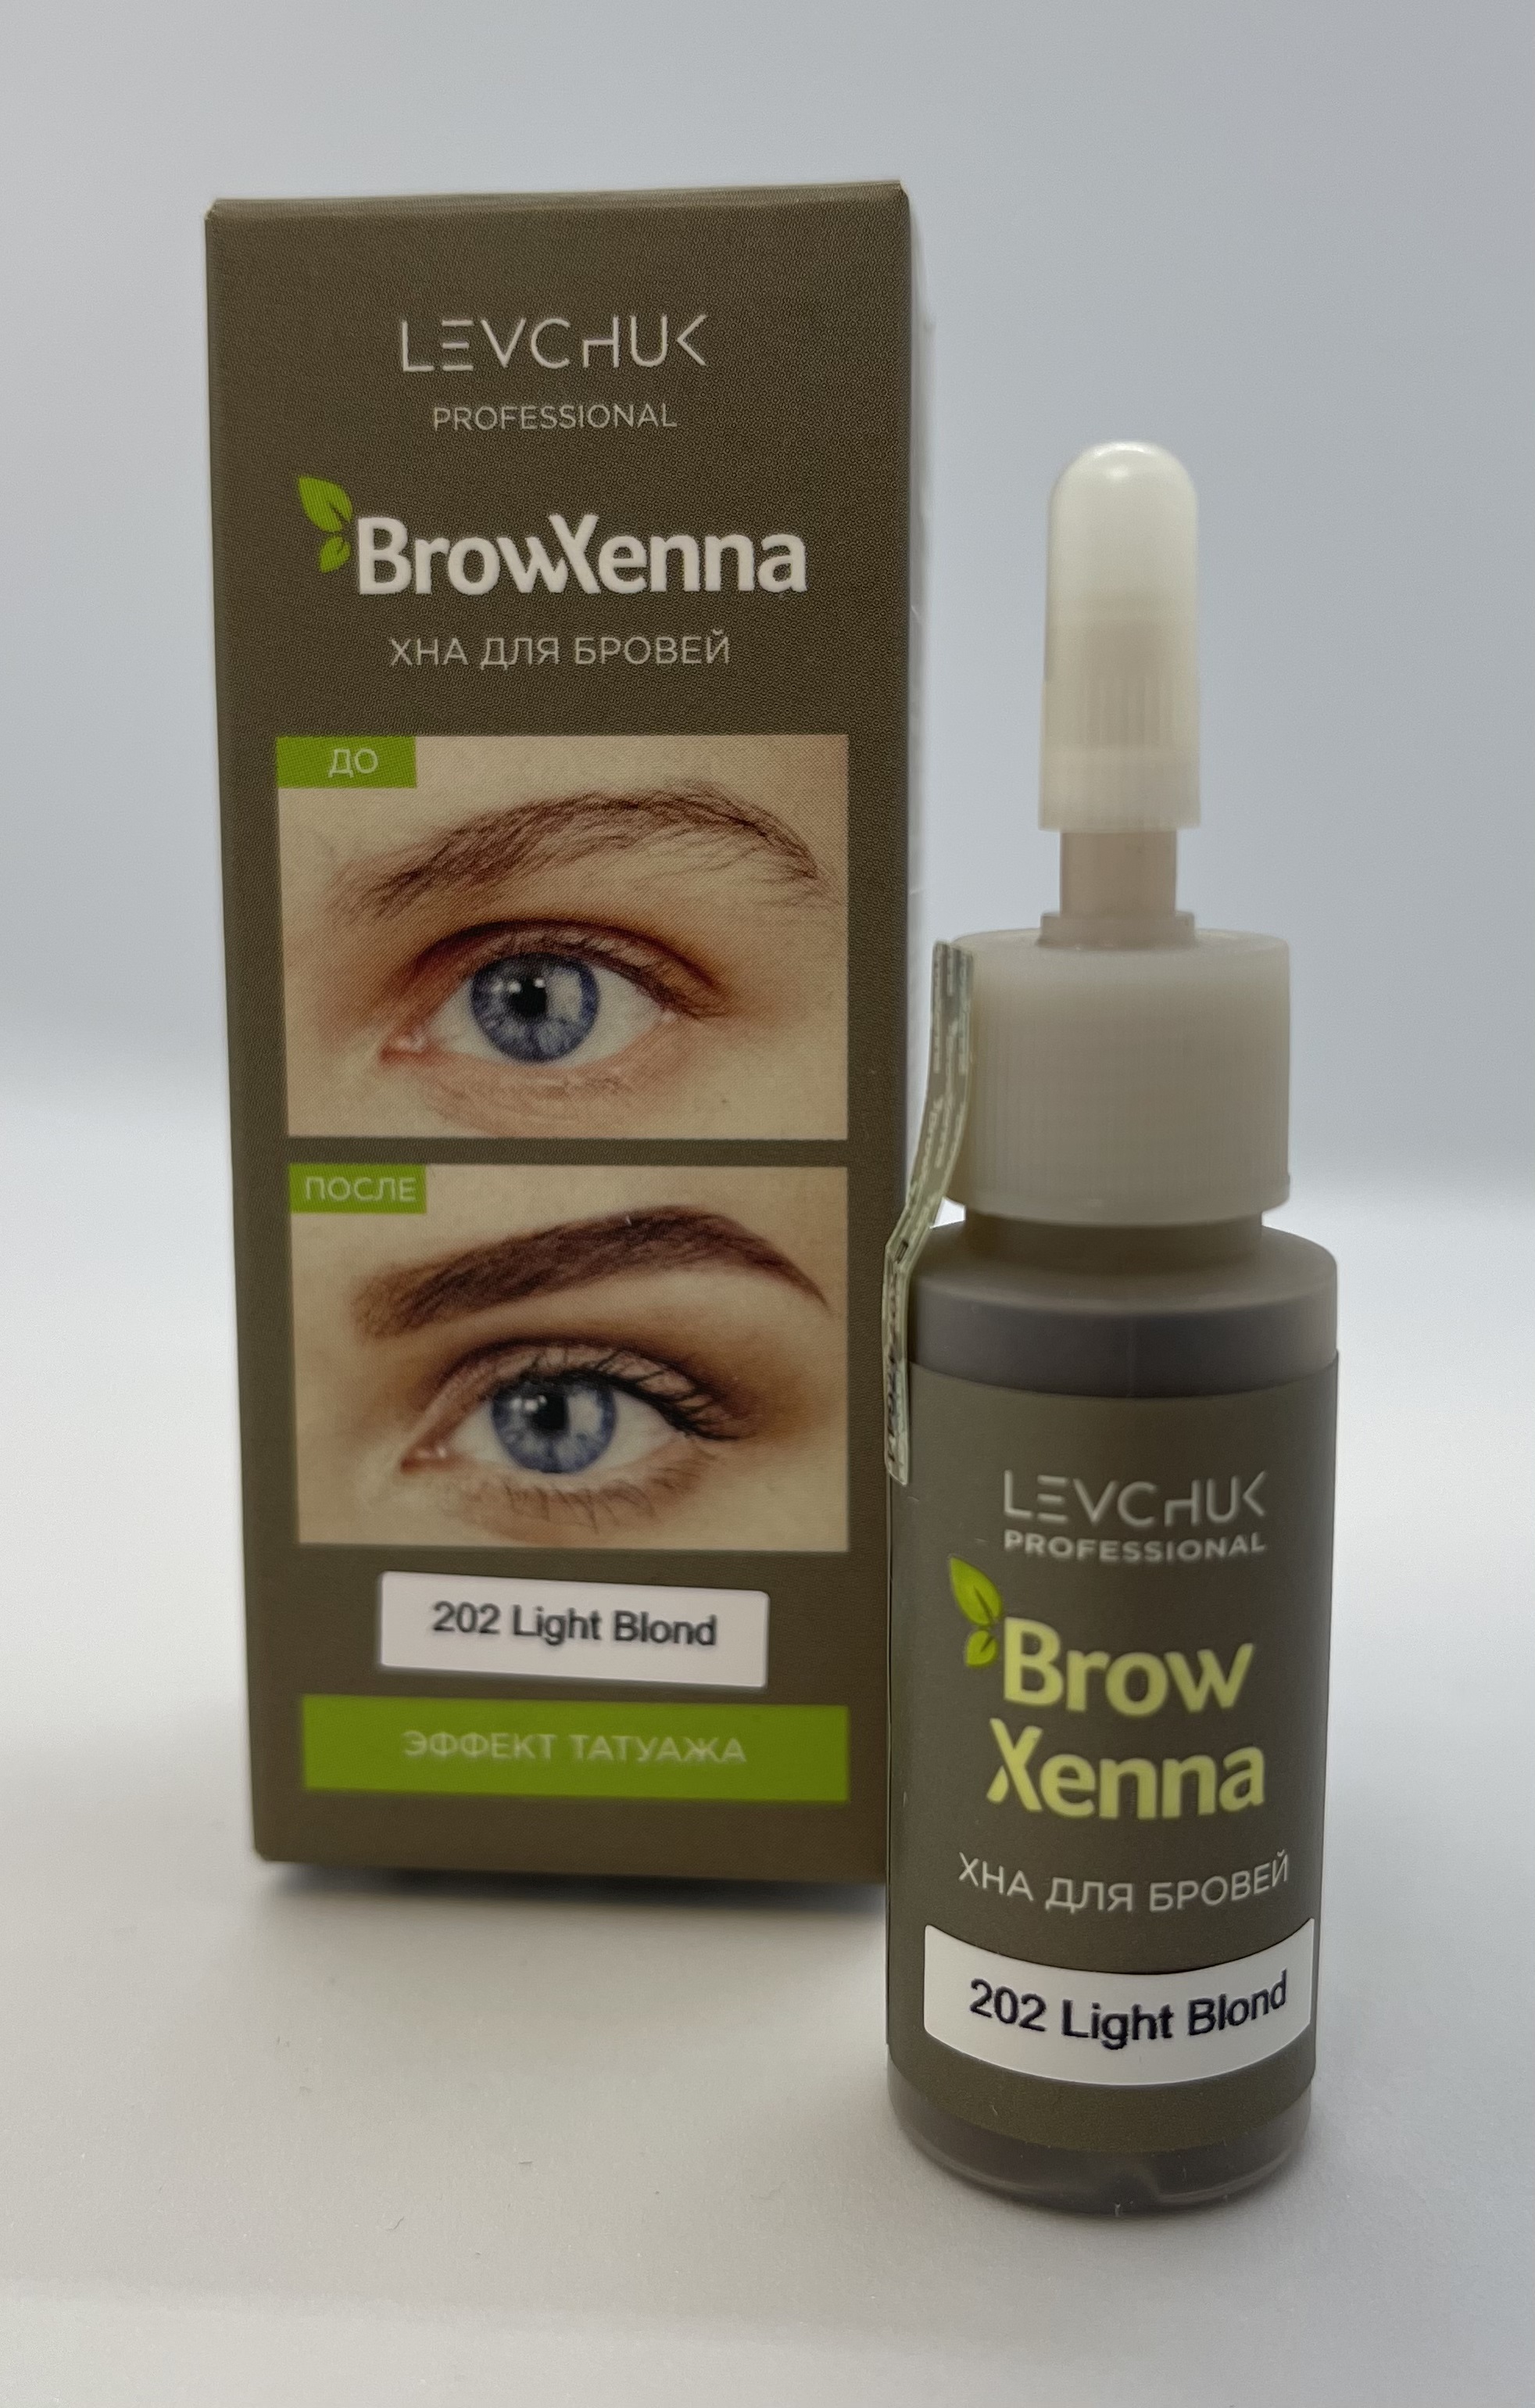 LEVCHUK
PROFESSIONAL
BrowXenna
ХНА ДЛЯ БРОВЕЙ
ДО
ПОСЛЕ
202 Light Blond
ЭФФЕКТ ТАТУАЖА
LEVCHUK
PROFESSIONAL
Brow
Xenna
ХНА ДЛЯ БРОВЕЙ
202 Light Blond